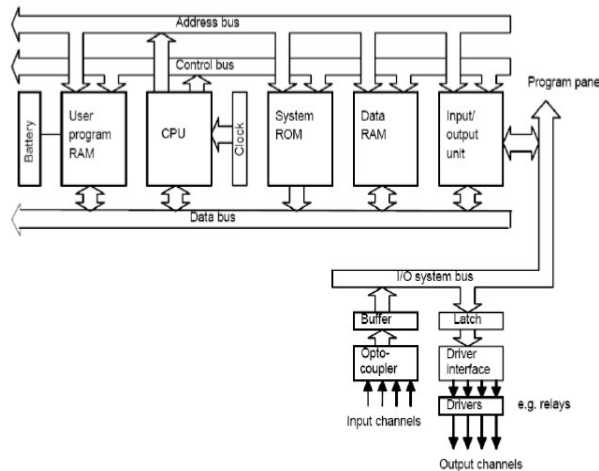 Address bus
Control bus
Program pane
Battery
User
program
RAM
CPU
Clock
System
ROM
Data
RAM
Input/
output
unit
Data bus
I/O system bus
Buffer
Latch
Opto-
coupler
Driver
interface
Input channels
Drivers
e.g. relays
Output channels